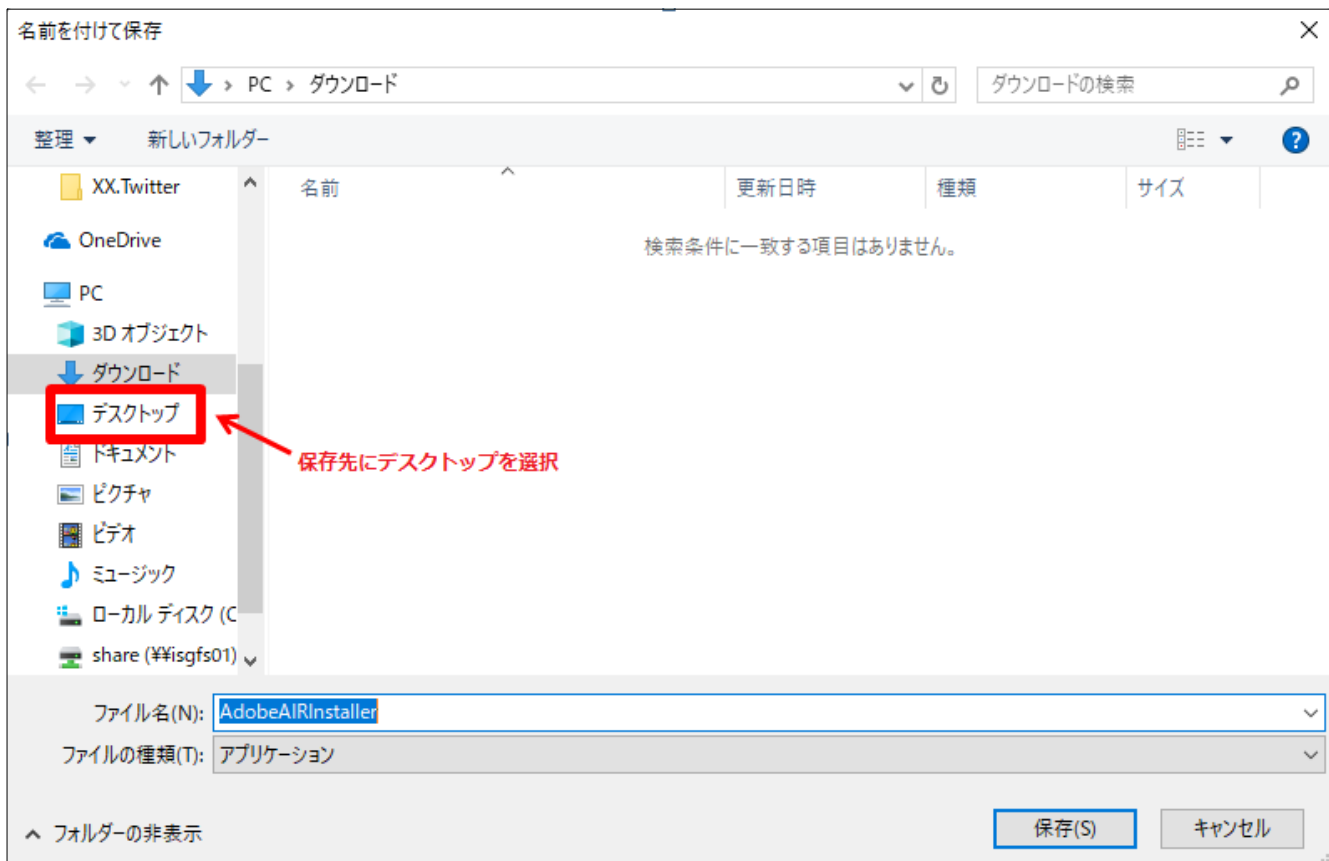 名前を付けて保存
PC › ダウンロード
ダウンロードの検索
整理
新しいフォルダー
XX.Twitter
OneDrive
PC
3D オブジェクト
ダウンロード
デスクトップ
ドキュメント
ピクチャ
ビデオ
ミュージック
ローカル ディスク (C
share (¥¥isgfs01)
名前 更新日時 種類 サイズ
検索条件に一致する項目はありません。
保存先にデスクトップを選択
ファイル名(N): AdobeAIRInstaller
ファイルの種類(T): アプリケーション
フォルダーの非表示
保存(S)
キャンセル